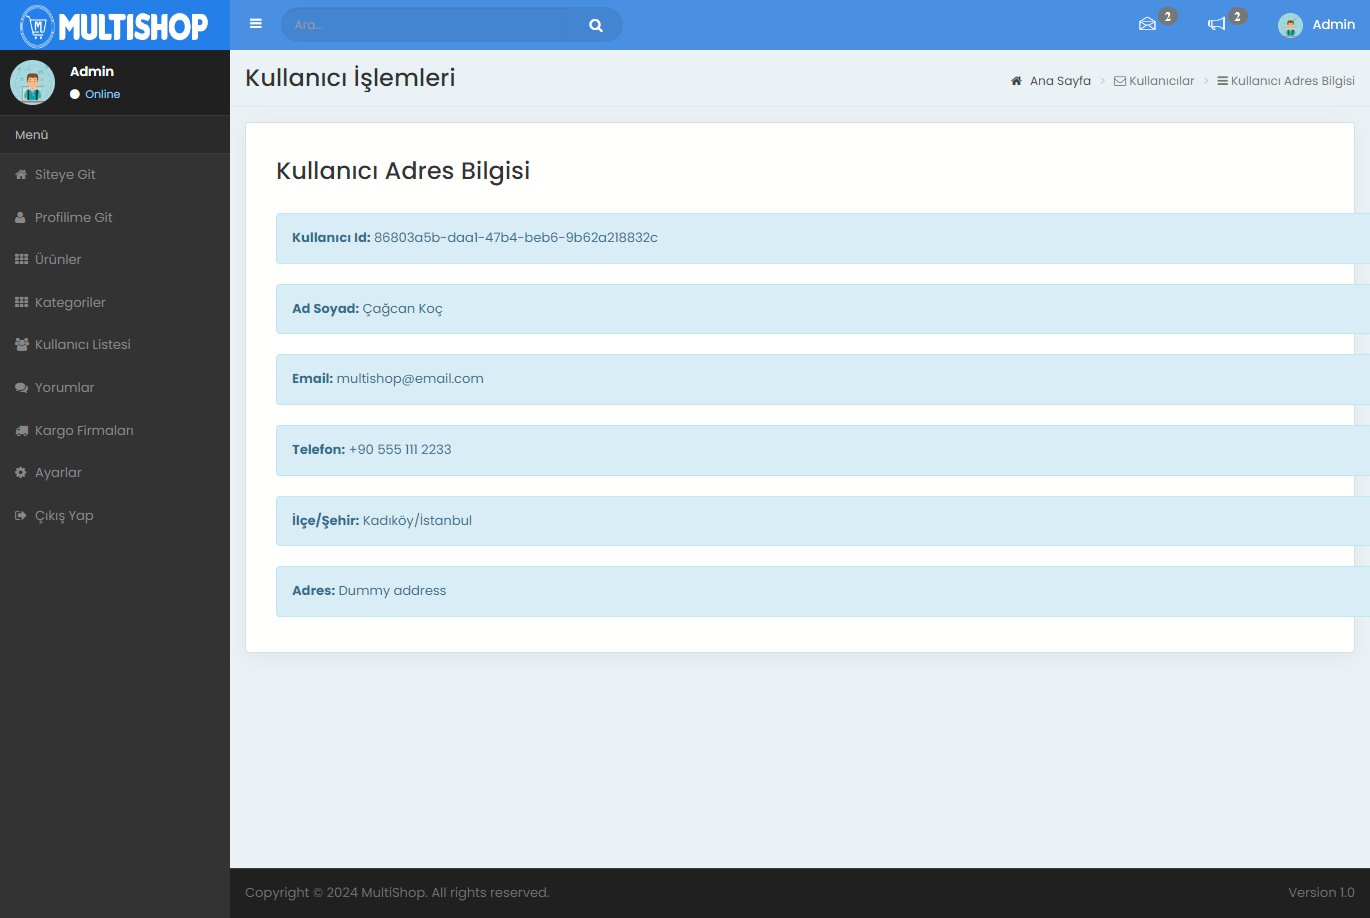 MULTISHOP
Ara...
2
2
Admin
Admin
Online
Menü
Siteye Git
Profilime Git
Ürünler
Kategoriler
Kullanıcı Listesi
Yorumlar
Kargo Firmaları
Ayarlar
Çıkış Yap
Kullanıcı İşlemleri
Ana Sayfa > Kullanıcılar > Kullanıcı Adres Bilgisi
Kullanıcı Adres Bilgisi
Kullanıcı Id: 86803a5b-daa1-47b4-beb6-9b62a218832c
Ad Soyad: Çağcan Koç
Email: multishop@email.com
Telefon: +90 555 111 2233
İlçe/Şehir: Kadıköy/İstanbul
Adres: Dummy address
Copyright © 2024 MultiShop. All rights reserved.
Version 1.0